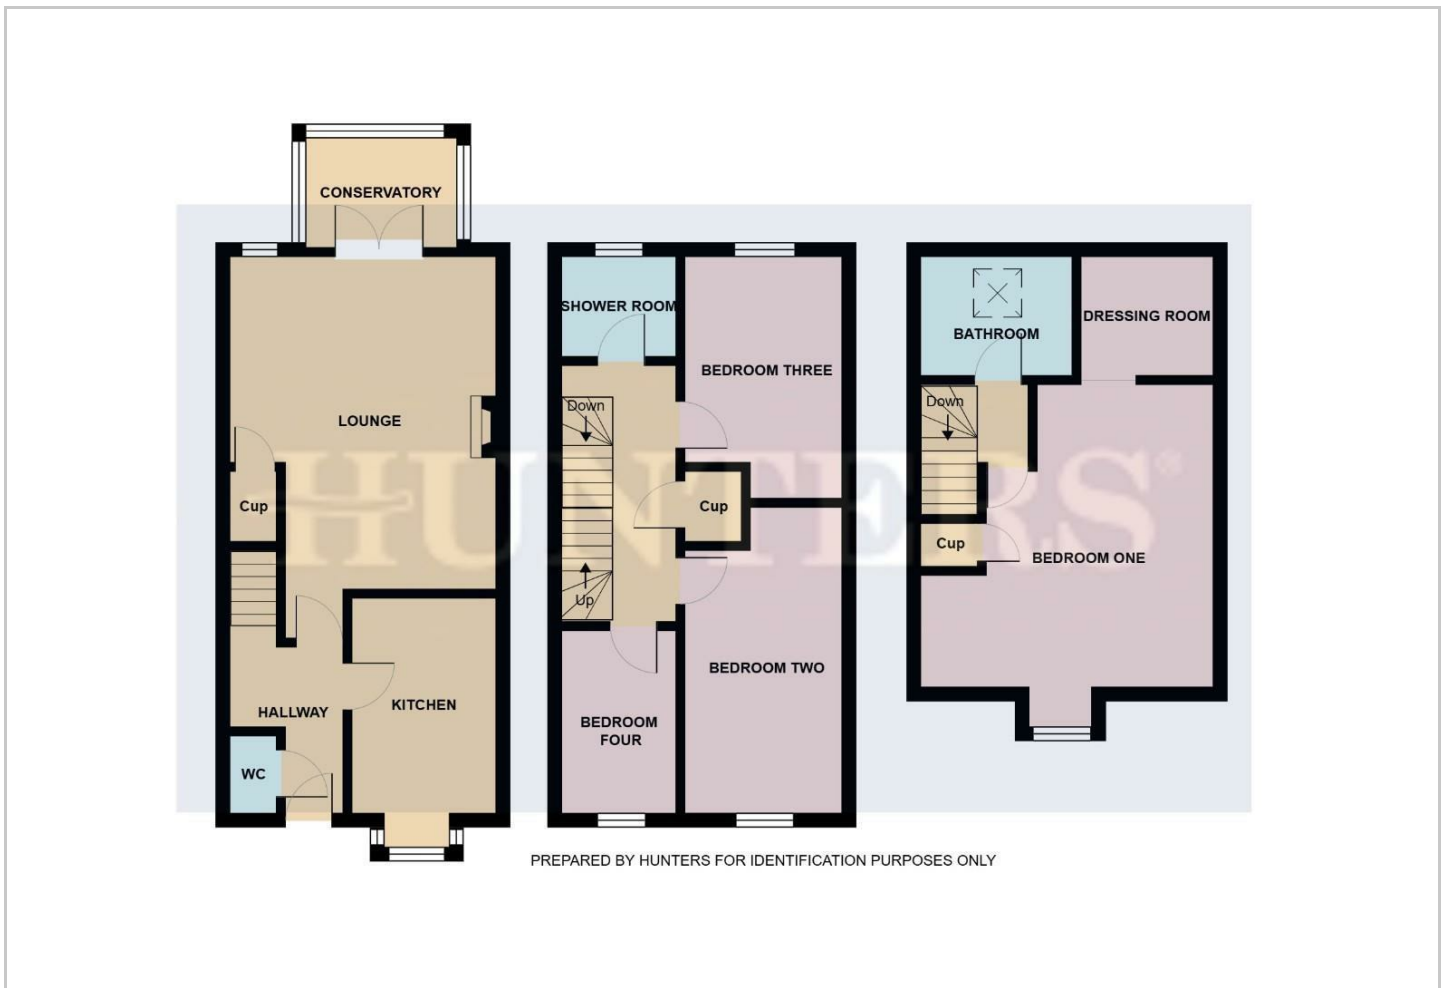 CONSERVATORY
LOUNGE
Cup
HALLWAY
KITCHEN
WC
SHOWER ROOM
BEDROOM THREE
Down
Cup
Up
BEDROOM TWO
BEDROOM
FOUR
BATHROOM
DRESSING ROOM
Down
Cup
BEDROOM ONE
HUNTERS®
PREPARED BY HUNTERS FOR IDENTIFICATION PURPOSES ONLY